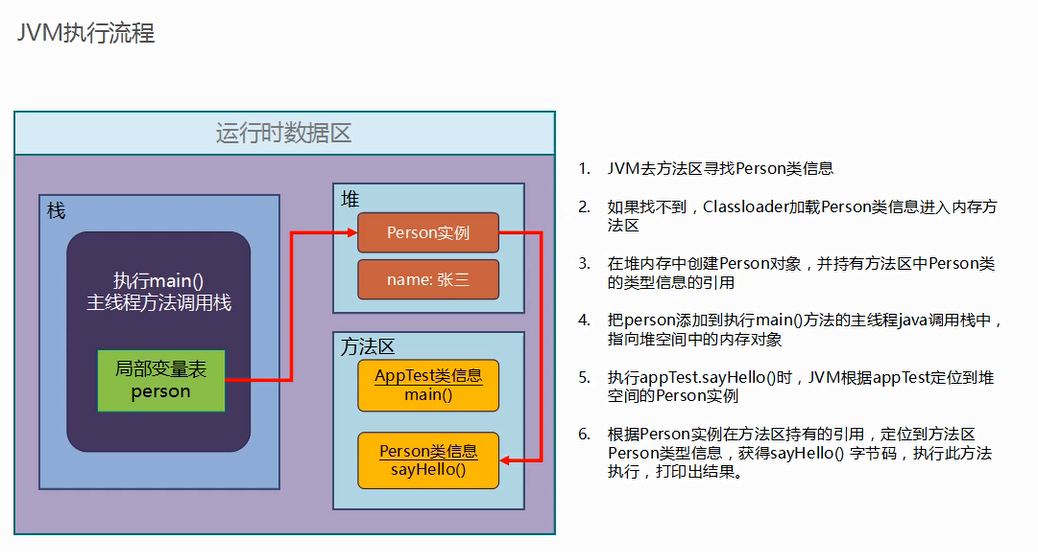 JVM执行流程
运行时数据区
栈
执行main()
主线程方法调用栈
局部变量表
person
堆
Person实例
name: 张三
方法区
AppTest类信息
main()
Person类信息
sayHello()
1. JVM去方法区寻找Person类信息
2. 如果找不到，Classloader加载Person类信息进入内存方
法区
3. 在堆内存中创建Person对象，并持有方法区中Person类
的类型信息的引用
4. 把person添加到执行main()方法的主线程java调用栈中，
指向堆空间中的内存对象
5. 执行appTest.sayHello()时，JVM根据appTest定位到堆
空间的Person实例
6. 根据Person实例在方法区持有的引用，定位到方法区
Person类型信息，获得sayHello() 字节码，执行此方法
执行，打印出结果。